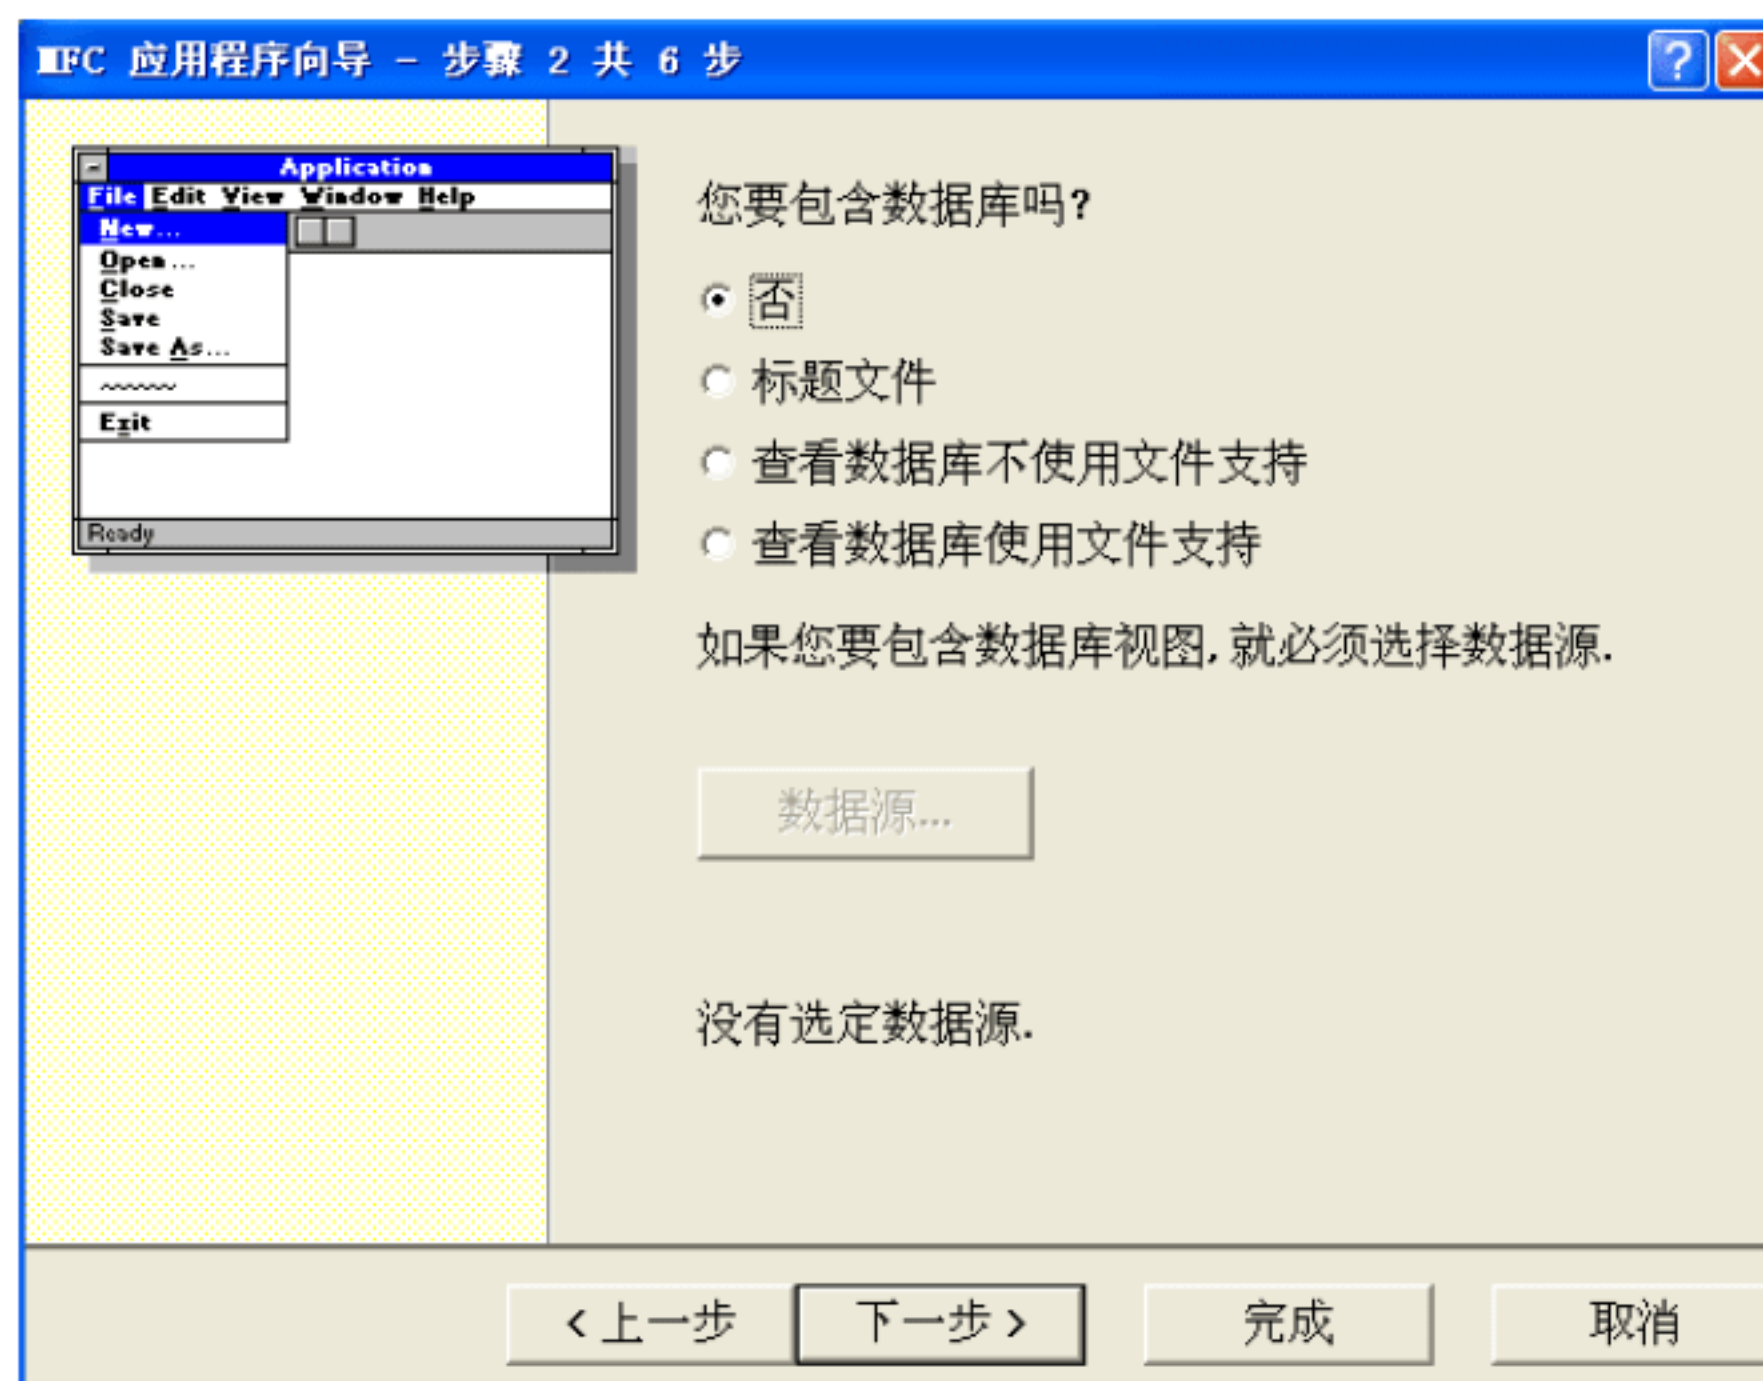 MFC 应用程序向导 - 步骤 2 共 6 步
Application
File Edit View Window Help
New...
Open...
Close
Save
Save As...
Exit
Ready
您要包含数据库吗?
否
标题文件
查看数据库不使用文件支持
查看数据库使用文件支持
如果您要包含数据库视图,就必须选择数据源.
数据源...
没有选定数据源.
<上一步 下一步> 完成 取消